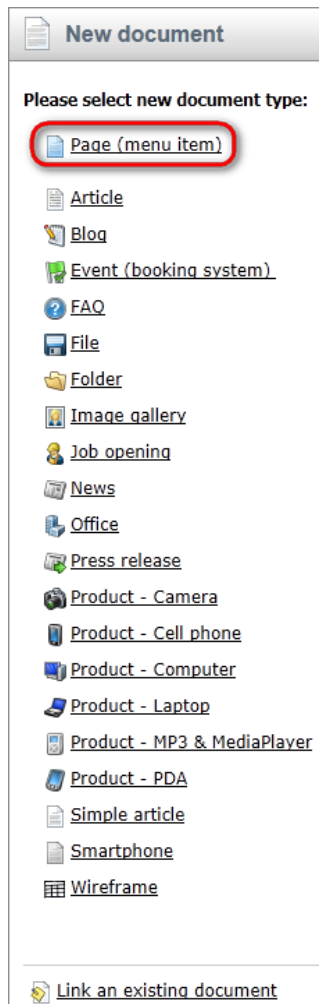 New document
Please select new document type:
Page (menu item)
Article
Blog
Event (booking system)
FAQ
File
Folder
Image gallery
Job opening
News
Office
Press release
Product - Camera
Product - Cell phone
Product - Computer
Product - Laptop
Product - MP3 & MediaPlayer
Product - PDA
Simple article
Smartphone
Wireframe
Link an existing document